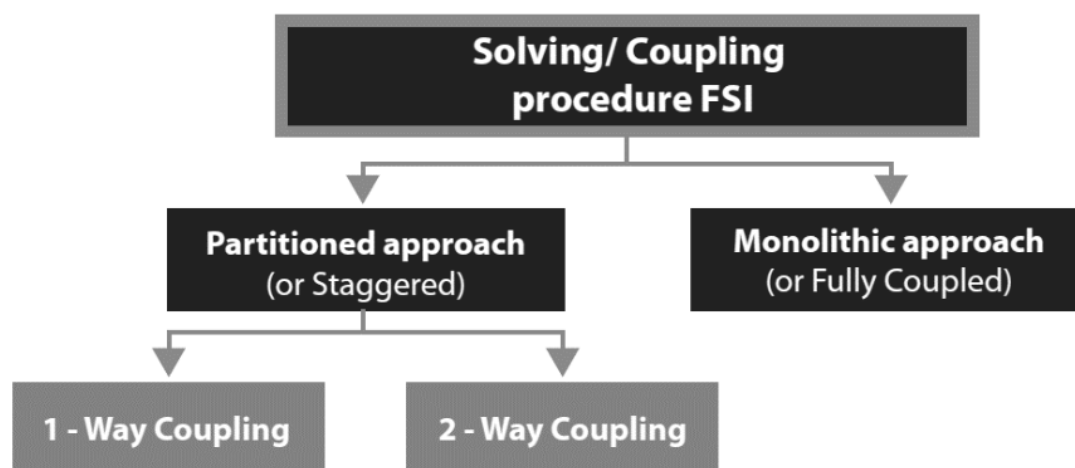 Solving/ Coupling
procedure FSI
Partitioned approach
(or Staggered)
Monolithic approach
(or Fully Coupled)
1 - Way Coupling
2 - Way Coupling